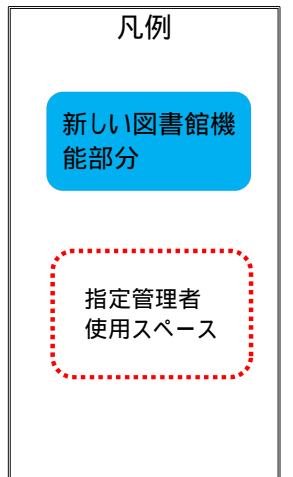 凡例
新しい図書館機
能部分
指定管理者
使用スペース